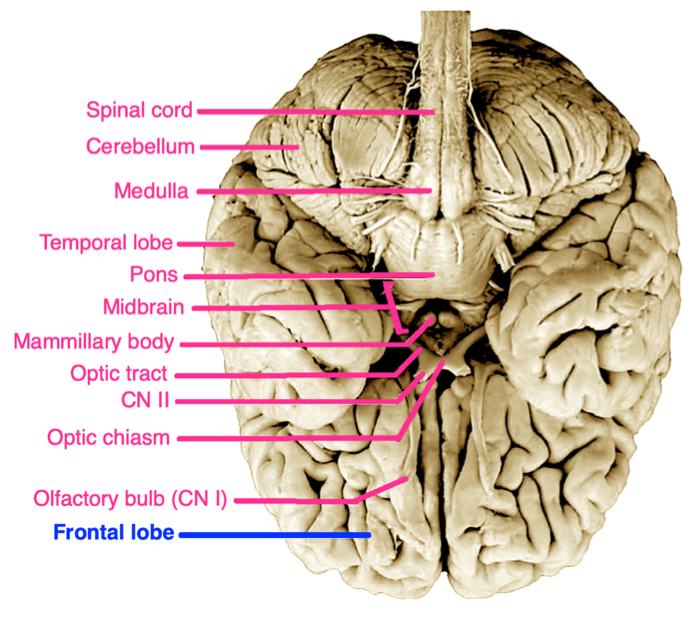 Spinal cord
Cerebellum
Medulla
Temporal lobe
Pons
Midbrain
Mammillary body
Optic tract
CN II
Optic chiasm
Olfactory bulb (CN I)
Frontal lobe